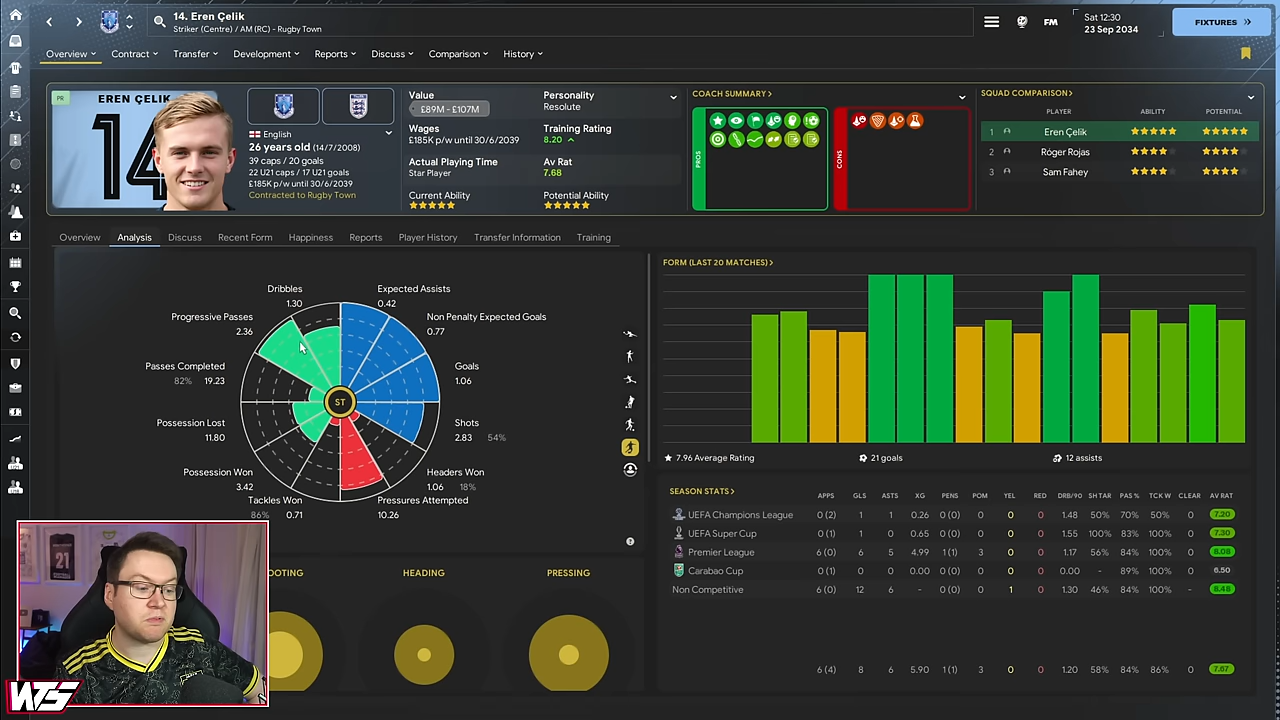 14. Eren Çelik
Striker (Centre) / AM (RC) - Rugby Town
FM
Sat 12:30
23 Sep 2034
FIXTURES
Overview
Contract
Transfer
Development
Reports
Discuss
Comparison
History
PR
EREN ÇELIK
14
English
26 years old (14/7/2008)
39 caps / 20 goals
22 U21 caps / 17 U21 goals
£185K p/w until 30/6/2039
Contracted to Rugby Town
Value
£89M - £107M
Wages
£185K p/w until 30/6/2039
Actual Playing Time
Star Player
Current Ability
Personality
Resolute
Training Rating
8.20
Av Rat
7.68
Potential Ability
COACH SUMMARY >
PROS
CONS
SQUAD COMPARISON >
PLAYER ABILITY POTENTIAL
1 Eren Çelik
2 Róger Rojas
3 Sam Fahey
Overview
Analysis
Discuss
Recent Form
Happiness
Reports
Player History
Transfer Information
Training
Dribbles
1.30
Expected Assists
0.42
Progressive Passes
2.36
Non Penalty Expected Goals
0.77
Passes Completed
82% 19.23
Goals
1.06
Possession Lost
11.80
Shots
2.83 54%
Possession Won
3.42
Headers Won
1.06 18%
Tackles Won
86% 0.71
Pressures Attempted
10.26
ST
OOTING
HEADING
PRESSING
FORM (LAST 20 MATCHES) >
7.96 Average Rating
21 goals
12 assists
SEASON STATS >
APPS GLS ASTS XG PENS POM YEL RED DRB/90 SH TAR PAS % TCK W CLEAR AV RAT
UEFA Champions League 0 (2) 1 1 0.26 0 (0) 0 0 0 1.48 50% 70% 50% 0 7.20
UEFA Super Cup 0 (1) 1 0 0.65 0 (0) 0 0 0 1.55 100% 83% 100% 0 7.30
Premier League 6 (0) 6 5 4.99 1 (1) 3 0 0 1.17 56% 84% 100% 0 8.08
Carabao Cup 0 (1) 0 0 0.00 0 (0) 0 0 0 0.00 - 89% 100% 0 6.50
Non Competitive 6 (0) 12 6 - 0 (0) 0 1 0 1.30 46% 84% 100% - 8.48
6 (4) 8 6 5.90 1 (1) 3 0 0 1.20 58% 84% 86% 0 7.67
21
WTS